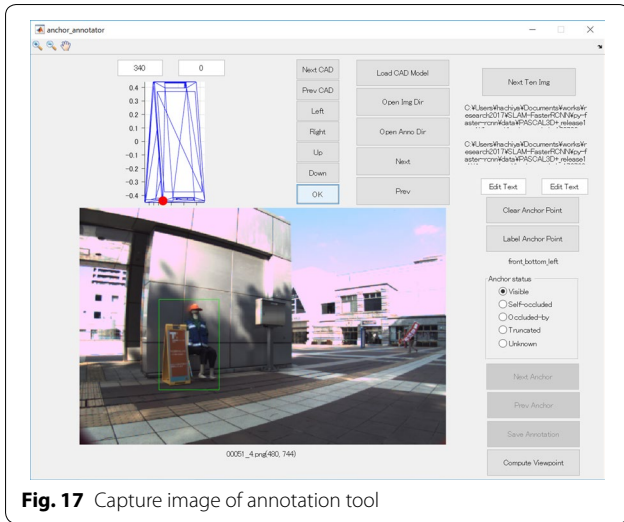 anchor_annotator
340
0
0.4
0.3
0.2
0.1
0
-0.1
-0.2
-0.3
-0.4
Next CAD
Prev CAD
Left
Right
Up
Down
OK
Load CAD Model
Open Img Dir
Open Anno Dir
Next
Prev
Next Ten Img
C:¥Users¥hachiya¥Documents¥works¥r
esearch2017¥SLAM-FasterRCNN¥py-f
aster-rcnn¥data¥PASCAL3D+_release1
C:¥Users¥hachiya¥Documents¥works¥r
esearch2017¥SLAM-FasterRCNN¥py-f
aster-rcnn¥data¥PASCAL3D+_release1
Edit Text
Edit Text
Clear Anchor Point
Label Anchor Point
front_bottom_left
Anchor status
Visible
Self-occluded
Occluded-by
Truncated
Unknown
Next Anchor
Prev Anchor
Save Annotation
Compute Viewpoint
00051_4.png(480, 744)
Fig. 17 Capture image of annotation tool